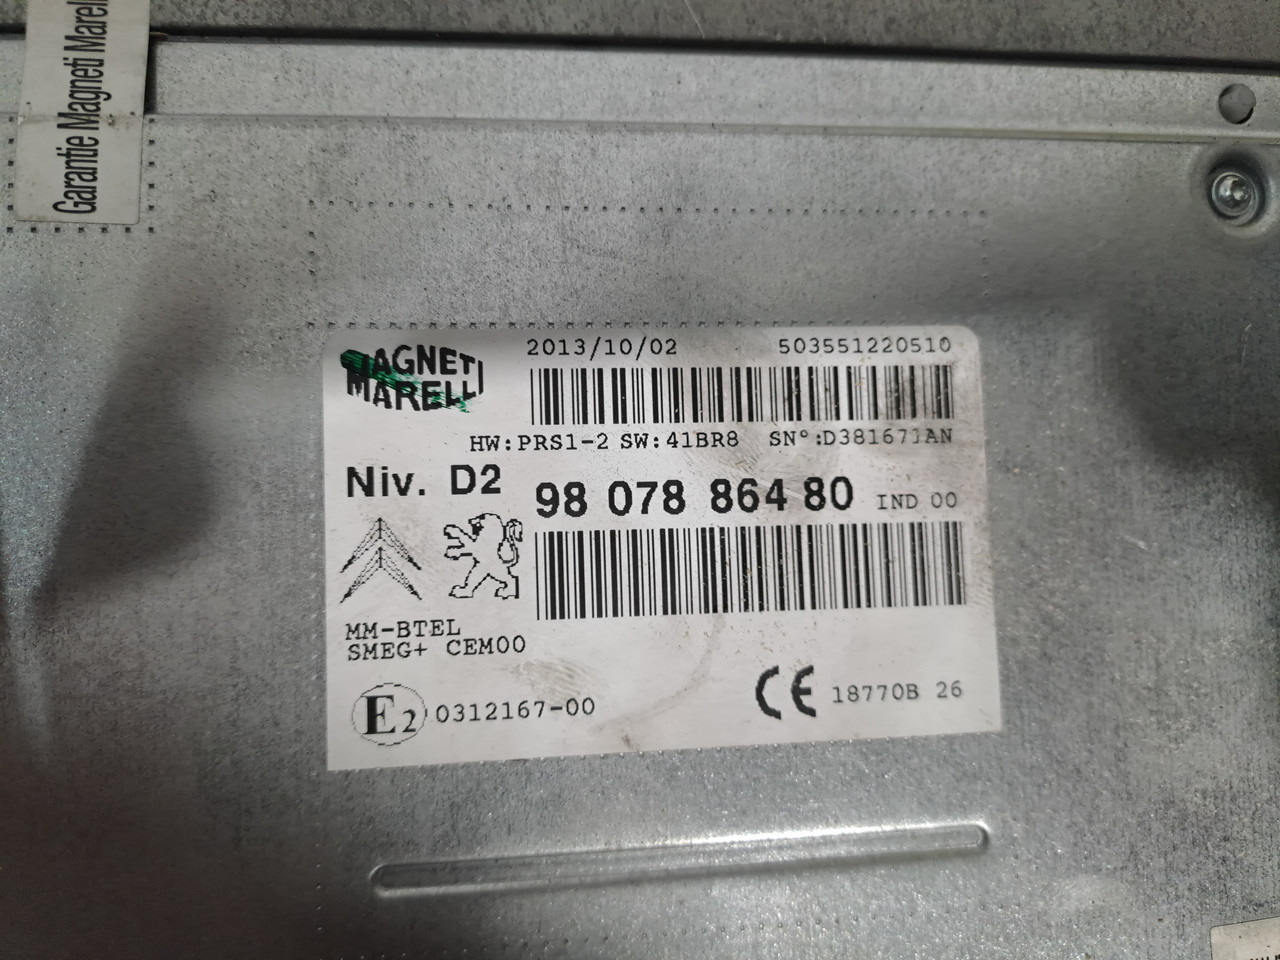 Garantie Magneti Marell
MAGNETI
MARELLI
2013/10/02 503551220510
HW:PRS1-2 SW:41BR8 SN°:D381671AN
Niv. D2
98 078 864 80 IND 00
MM-BTEL
SMEG+ CEM00
E2 0312167-00
CE 18770B 26